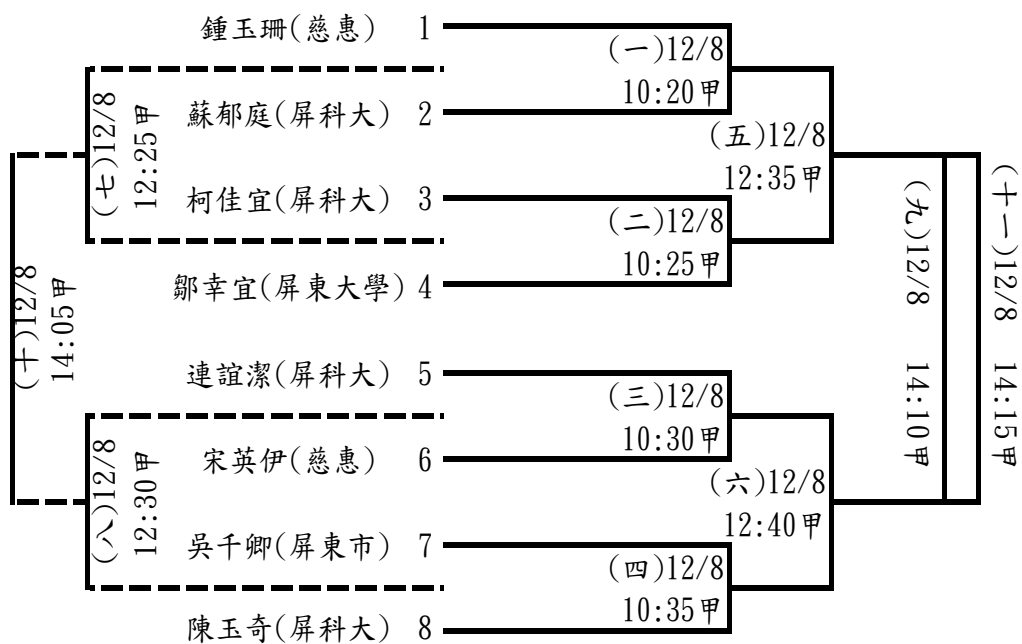 鍾玉珊(慈惠) 1
(一)12/8
10:20甲
(七)12/8
12:25甲
蘇郁庭(屏科大) 2
(五)12/8
12:35甲
柯佳宜(屏科大) 3
(二)12/8
10:25甲
鄒幸宜(屏東大學) 4
(十)12/8
14:05甲
(九)12/8 14:10甲
(十一)12/8 14:15甲
連誼潔(屏科大) 5
(三)12/8
10:30甲
(八)12/8
12:30甲
宋英伊(慈惠) 6
(六)12/8
12:40甲
吳千卿(屏東市) 7
(四)12/8
10:35甲
陳玉奇(屏科大) 8